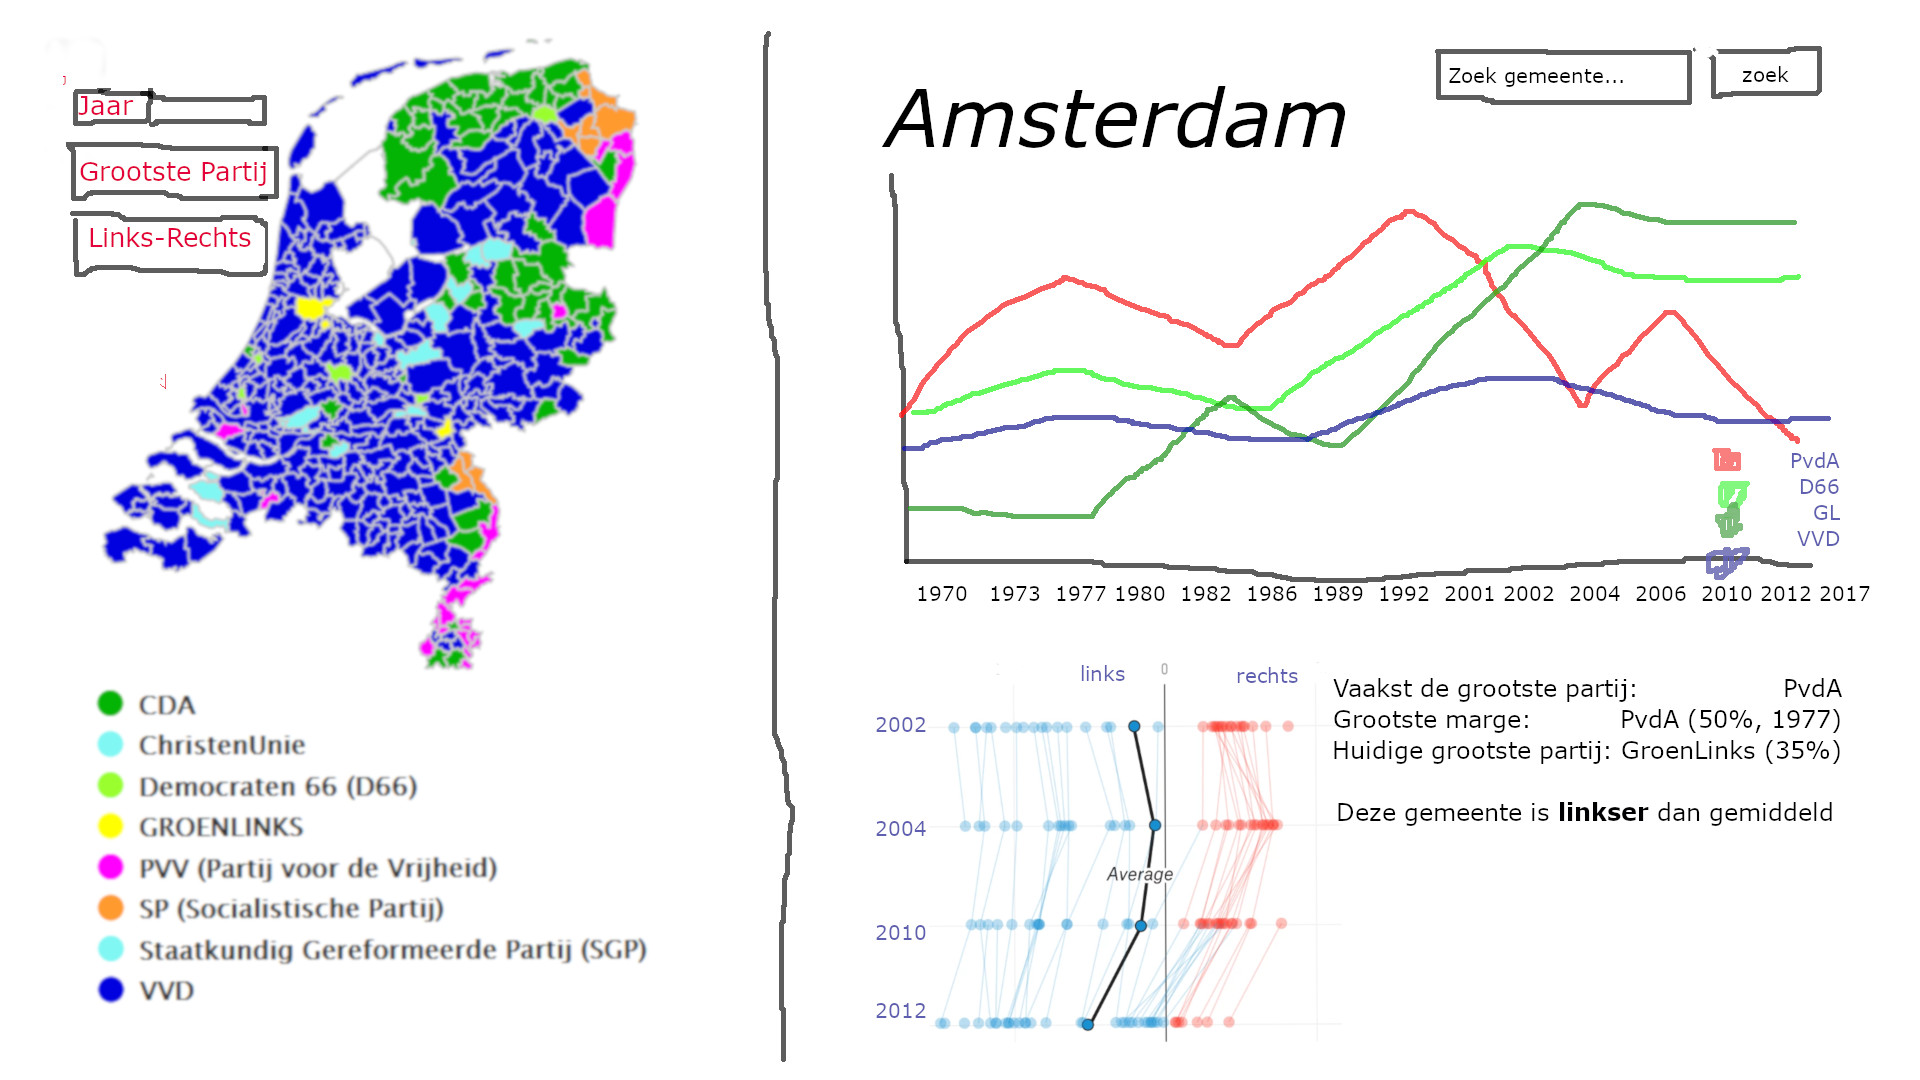 Jaar
Grootste Partij
Links-Rechts
CDA
ChristenUnie
Democraten 66 (D66)
GROENLINKS
PVV (Partij voor de Vrijheid)
SP (Socialistische Partij)
Staatkundig Gereformeerde Partij (SGP)
VVD
Zoek gemeente...
zoek
Amsterdam
PvdA
D66
GL
VVD
1970 1973 1977 1980 1982 1986 1989 1992 2001 2002 2004 2006 2010 2012 2017
links 0 rechts
2002
2004
Average
2010
2012
Vaakst de grootste partij: PvdA
Grootste marge: PvdA (50%, 1977)
Huidige grootste partij: GroenLinks (35%)
Deze gemeente is linkser dan gemiddeld